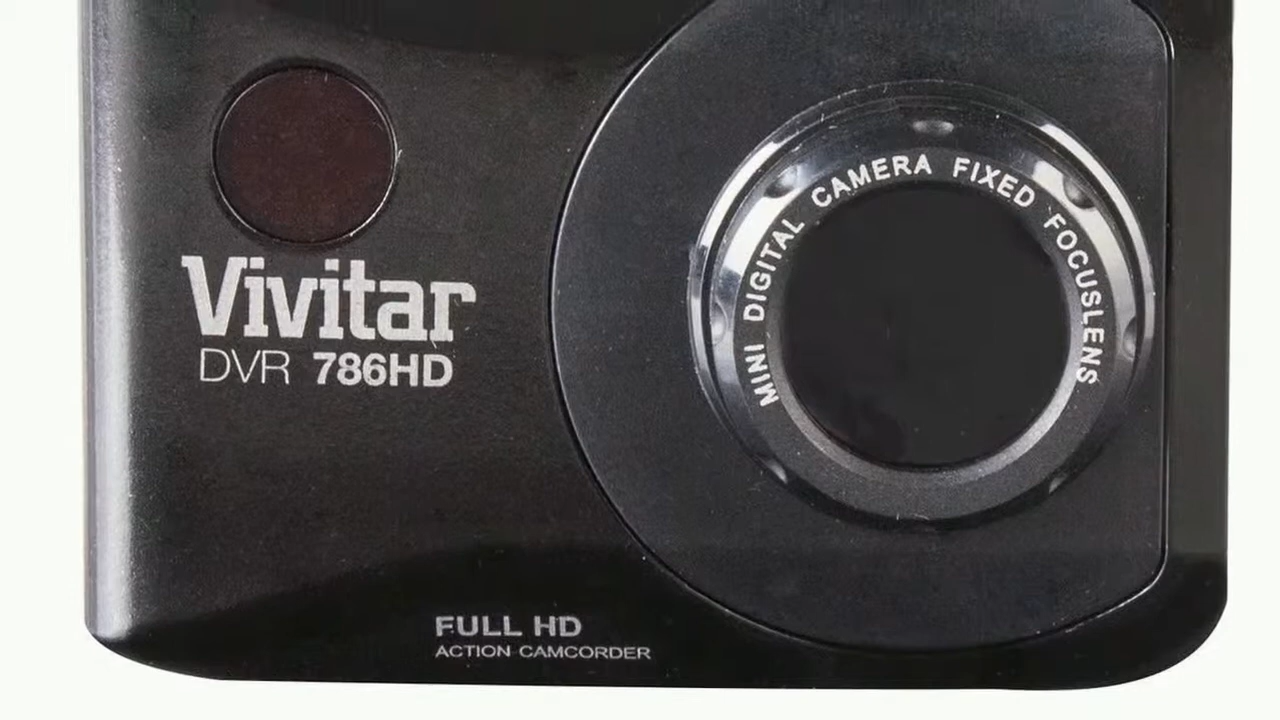 Vivitar
DVR 786HD
MINI DIGITAL CAMERA FIXED FOCUSLENS
FULL HD
ACTION CAMCORDER